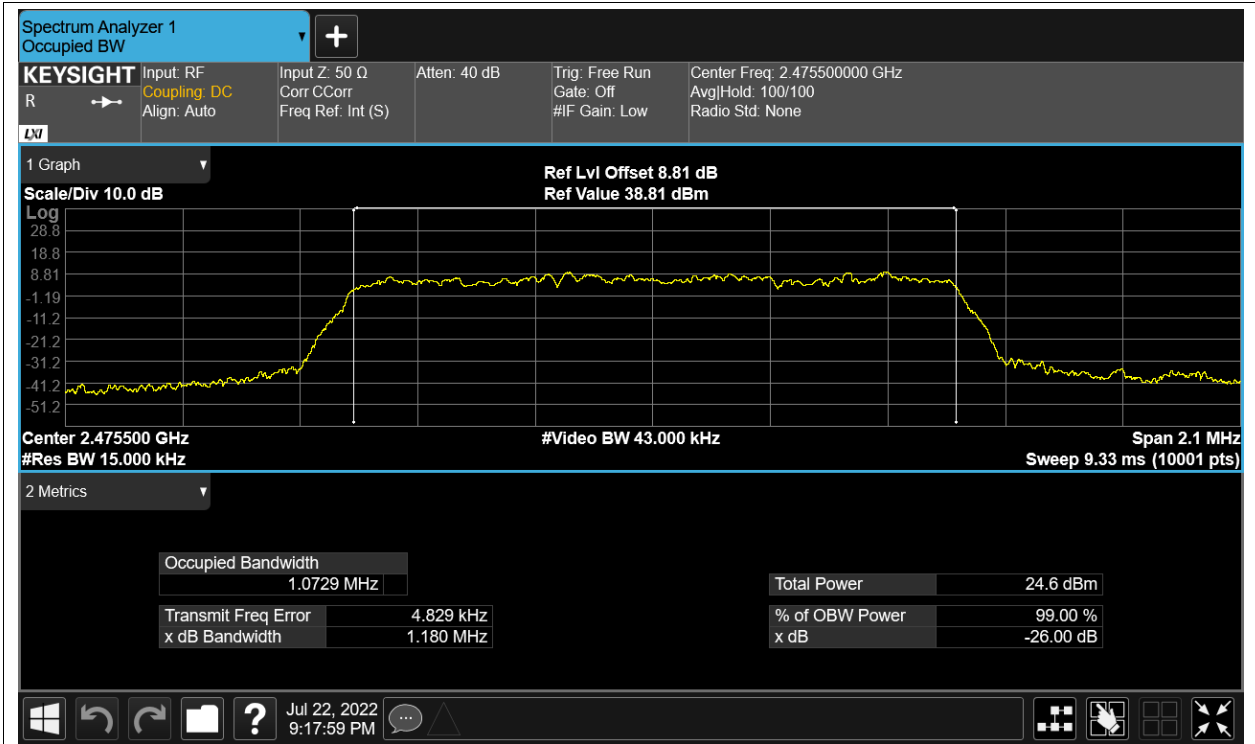 Spectrum Analyzer 1
Occupied BW
KEYSIGHT
R
LXI
Input: RF
Coupling: DC
Align: Auto
Input Z: 50 Ω
Corr CCorr
Freq Ref: Int (S)
Atten: 40 dB
Trig: Free Run
Gate: Off
#IF Gain: Low
Center Freq: 2.475500000 GHz
Avg|Hold: 100/100
Radio Std: None
1 Graph
Scale/Div 10.0 dB
Ref Lvl Offset 8.81 dB
Ref Value 38.81 dBm
Log
28.8
18.8
8.81
-1.19
-11.2
-21.2
-31.2
-41.2
-51.2
Center 2.475500 GHz
#Video BW 43.000 kHz
Span 2.1 MHz
#Res BW 15.000 kHz
Sweep 9.33 ms (10001 pts)
2 Metrics
Occupied Bandwidth
1.0729 MHz
Total Power 24.6 dBm
Transmit Freq Error 4.829 kHz
% of OBW Power 99.00 %
x dB Bandwidth 1.180 MHz
x dB -26.00 dB
?
Jul 22, 2022
9:17:59 PM